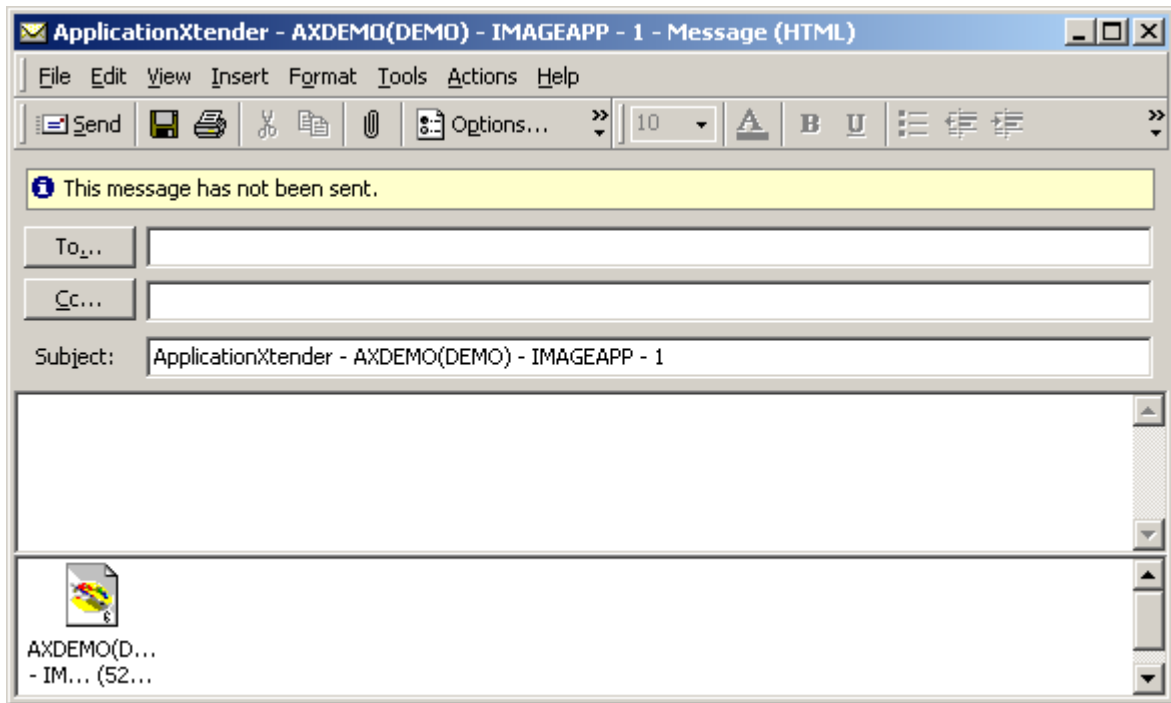 ApplicationXtender - AXDEMO(DEMO) - IMAGEAPP - 1 - Message (HTML)
File Edit View Insert Format Tools Actions Help
Send Options... 10 A B U
This message has not been sent.
To...
Cc...
Subject: ApplicationXtender - AXDEMO(DEMO) - IMAGEAPP - 1
AXDEMO(D...
- IM... (52...